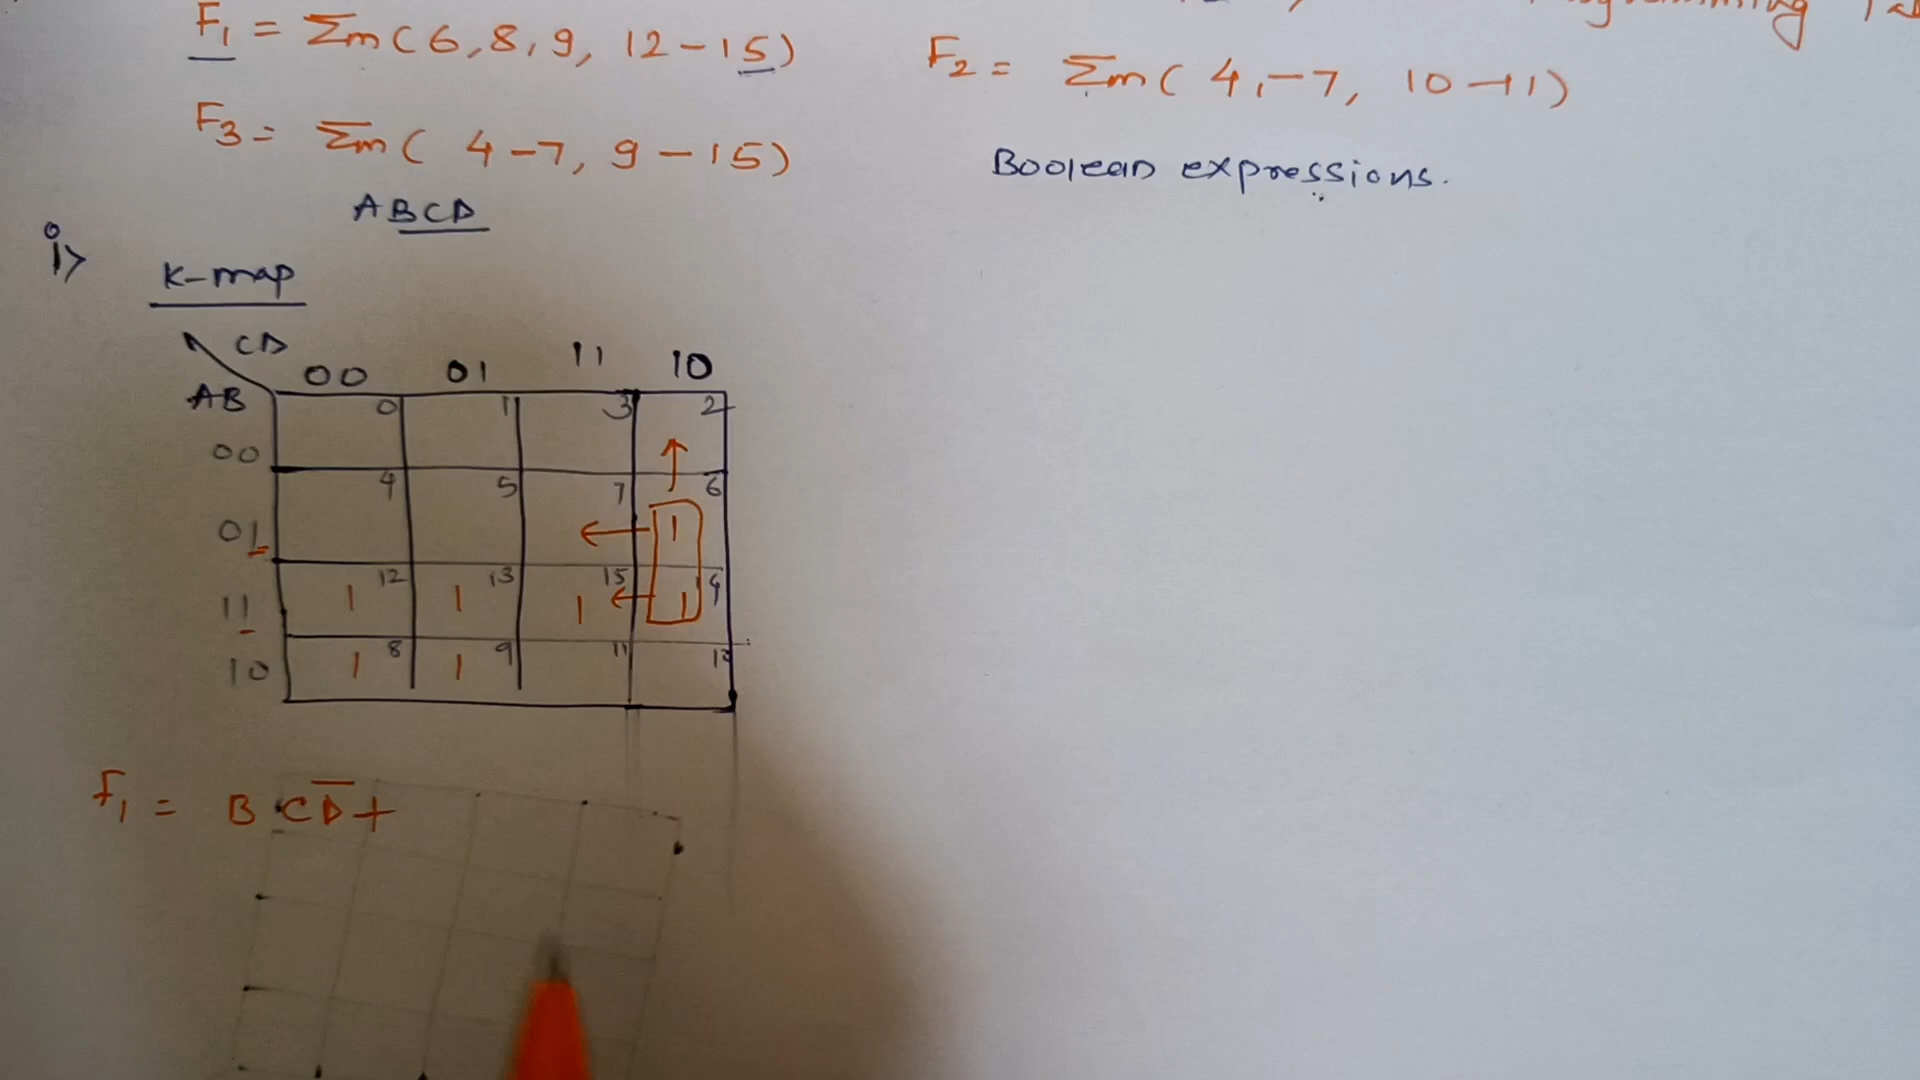 Programming
F1 = Σm( 6, 8, 9, 12 - 15)
F2 = Σm( 4, - 7, 10 - 11)
F3 = Σm( 4 - 7, 9 - 15)
Boolean expressions.
ABCD
i>
K-map
CD
00 01 11 10
AB
0 1 3 2
00
4 5 7 6
01 1
12 13 15 14
11 1 1 1 1
8 9 11 10
10 1 1
F1 = B C D̅ +